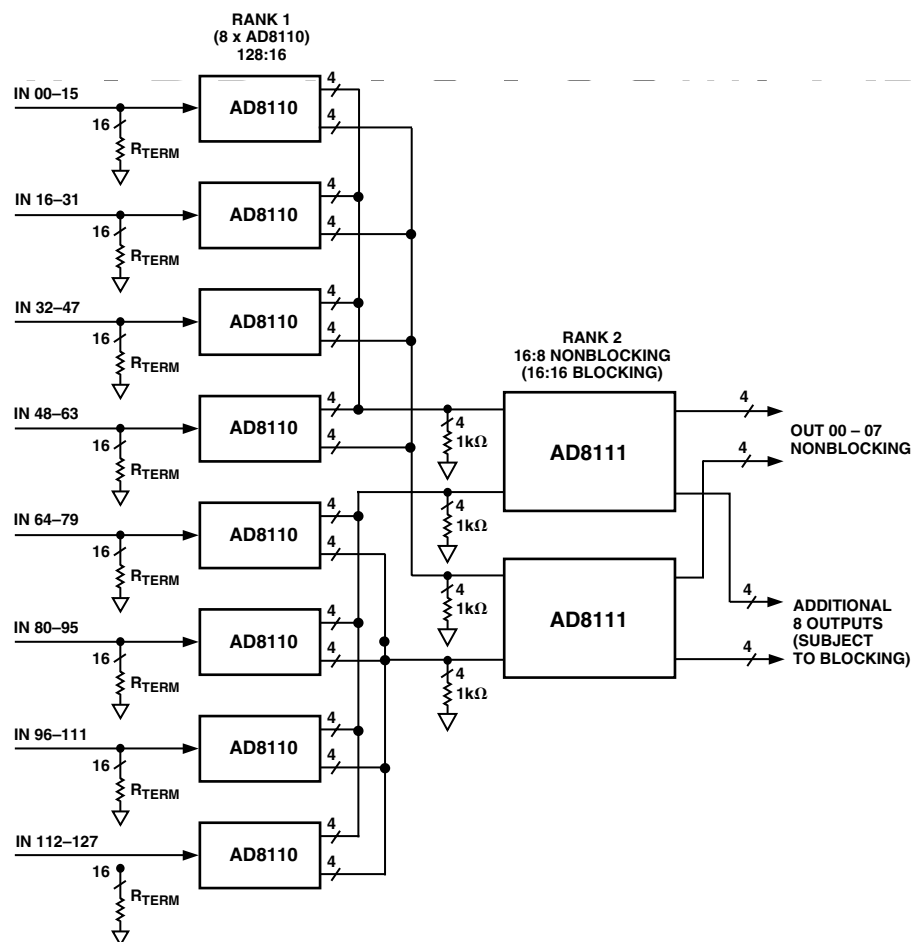 RANK 1
(8 x AD8110)
128:16
IN 00–15
16
RTERM
AD8110
4
4
IN 16–31
16
RTERM
AD8110
4
4
IN 32–47
16
RTERM
AD8110
4
4
IN 48–63
16
RTERM
AD8110
4
4
IN 64–79
16
RTERM
AD8110
4
4
IN 80–95
16
RTERM
AD8110
4
4
IN 96–111
16
RTERM
AD8110
4
4
IN 112–127
16
RTERM
AD8110
4
4
RANK 2
16:8 NONBLOCKING
(16:16 BLOCKING)
4
1kΩ
4
1kΩ
AD8111
4
1kΩ
4
1kΩ
AD8111
4
4
OUT 00 – 07
NONBLOCKING
4
4
ADDITIONAL
8 OUTPUTS
(SUBJECT
TO BLOCKING)